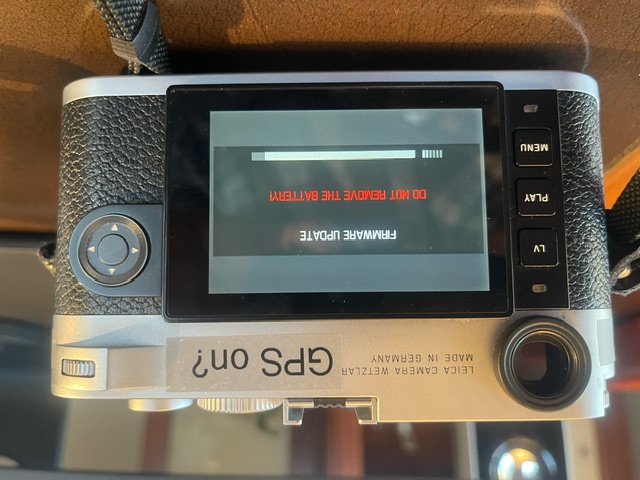 LEICA CAMERA WETZLAR
MADE IN GERMANY
GPS on?
LV
PLAY
MENU
FIRMWARE UPDATE
DO NOT REMOVE THE BATTERY!